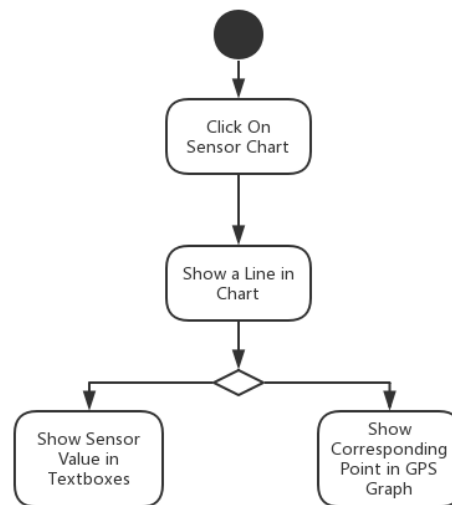 Click On
Sensor Chart
Show a Line in
Chart
Show Sensor
Value in
Textboxes
Show
Corresponding
Point in GPS
Graph